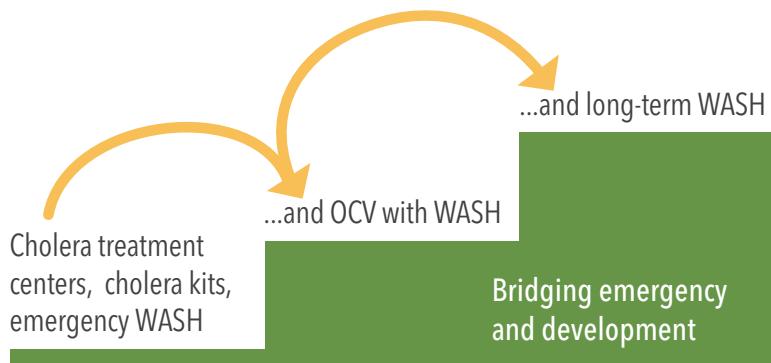 Cholera treatment
centers, cholera kits,
emergency WASH
...and OCV with WASH
...and long-term WASH
Bridging emergency
and development